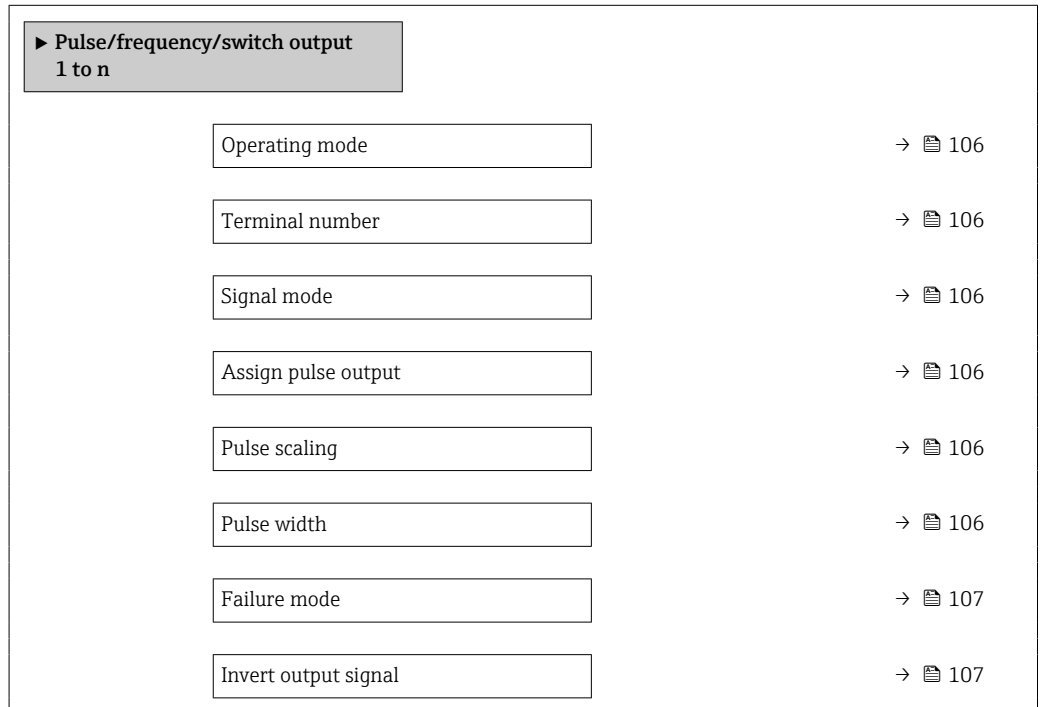 ► Pulse/frequency/switch output
1 to n
Operating mode → 106
Terminal number → 106
Signal mode → 106
Assign pulse output → 106
Pulse scaling → 106
Pulse width → 106
Failure mode → 107
Invert output signal → 107